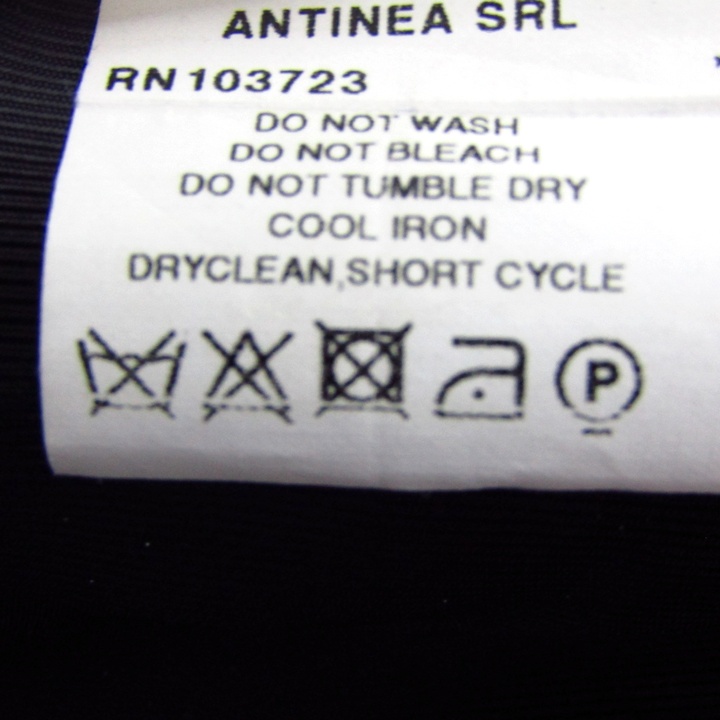 ANTINEA SRL
RN 103723
DO NOT WASH
DO NOT BLEACH
DO NOT TUMBLE DRY
COOL IRON
DRYCLEAN,SHORT CYCLE
P